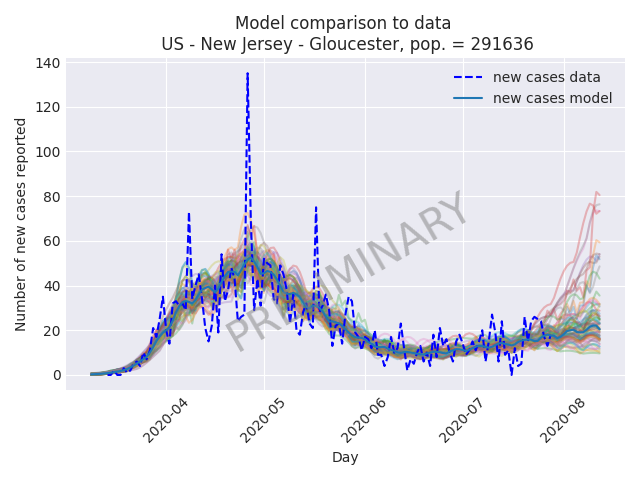 Model comparison to data
US - New Jersey - Gloucester, pop. = 291636
140
120
100
80
60
40
20
0
Number of new cases reported
new cases data
new cases model
PRELIMINARY
2020-04
2020-05
2020-06
2020-07
2020-08
Day